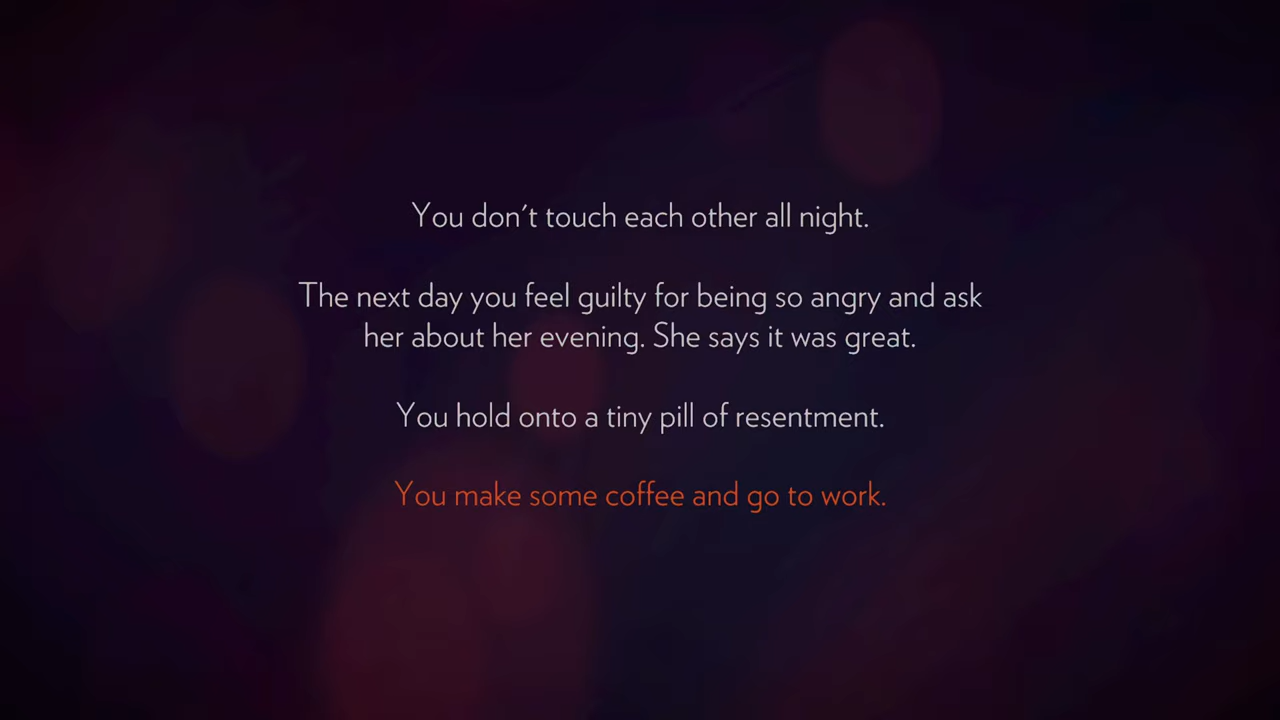 You don't touch each other all night.
The next day you feel guilty for being so angry and ask
her about her evening. She says it was great.
You hold onto a tiny pill of resentment.
You make some coffee and go to work.